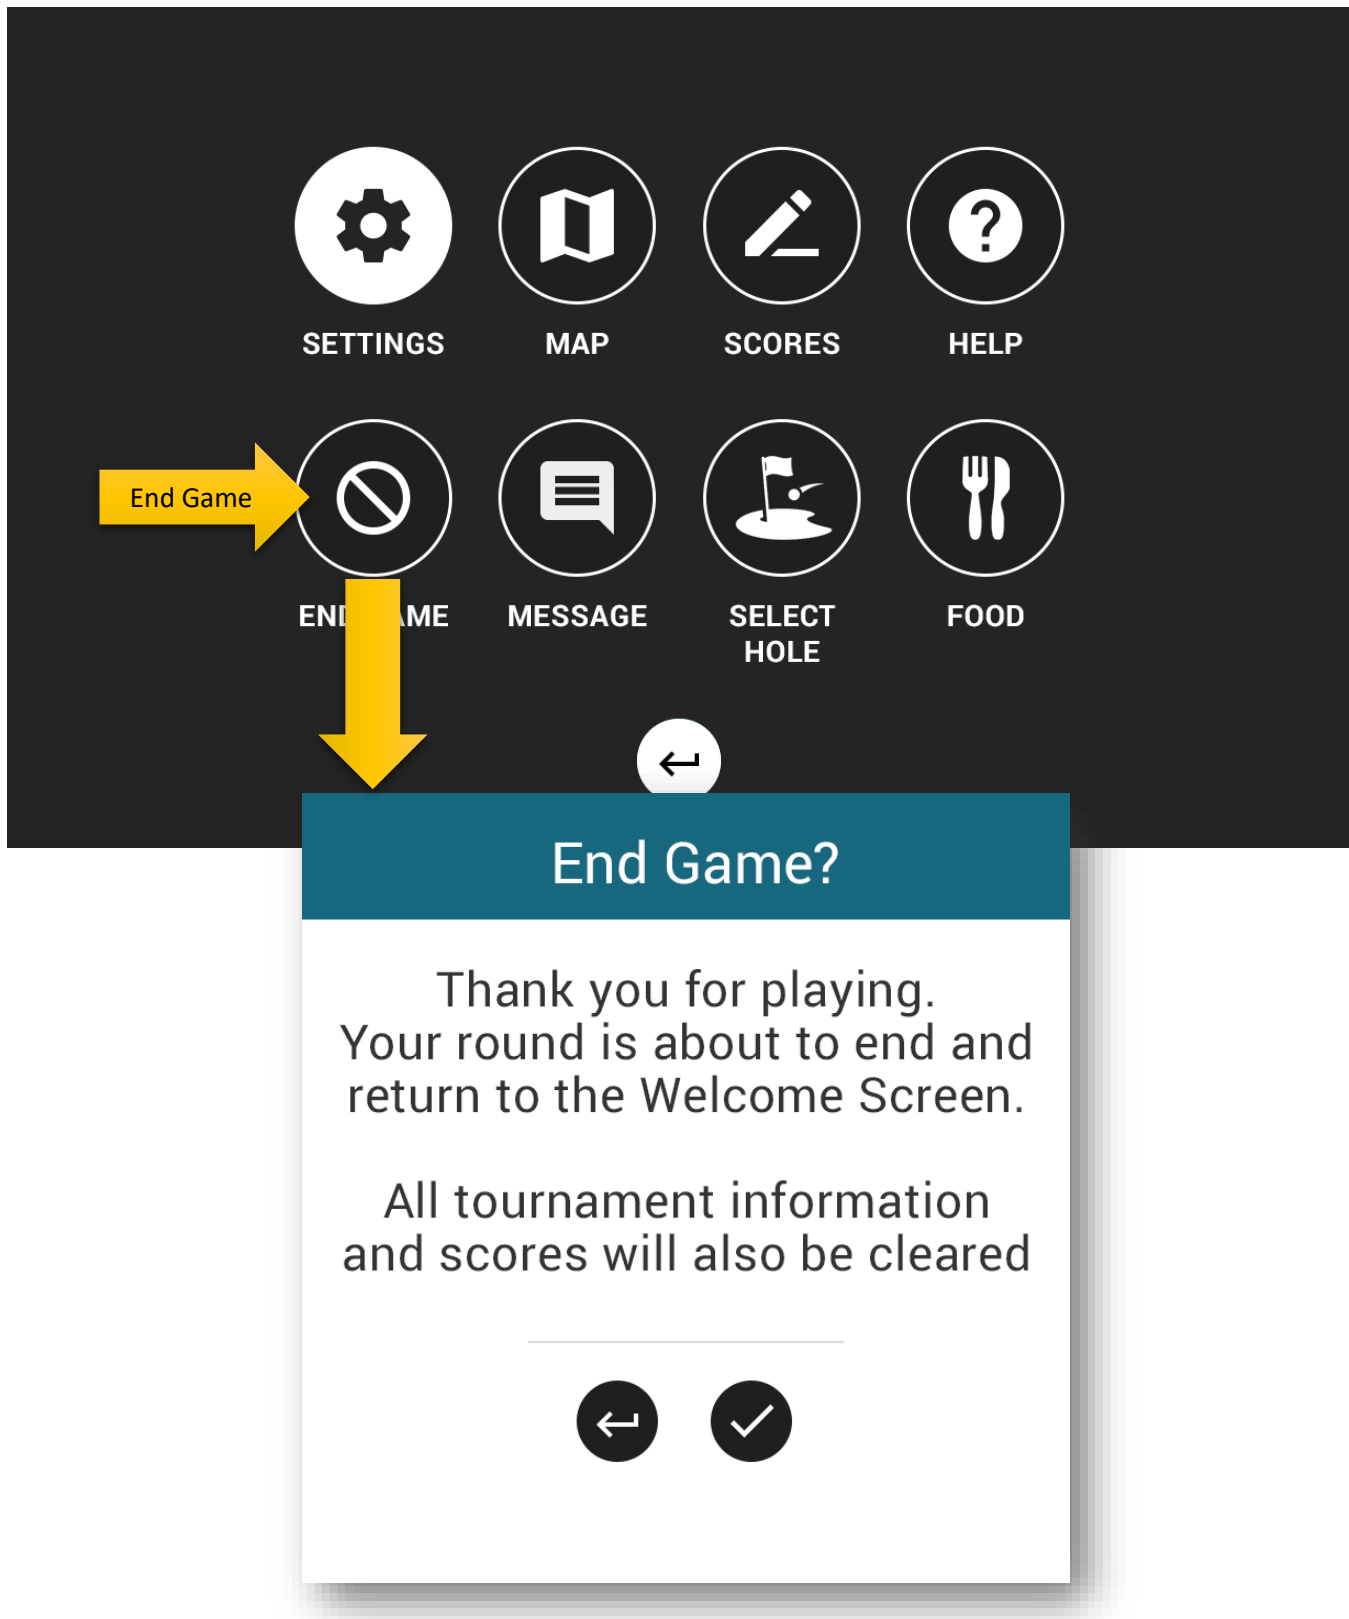 SETTINGS
MAP
SCORES
HELP
End Game
MESSAGE
SELECT
HOLE
FOOD
End Game?
Thank you for playing.
Your round is about to end and
return to the Welcome Screen.
All tournament information
and scores will also be cleared